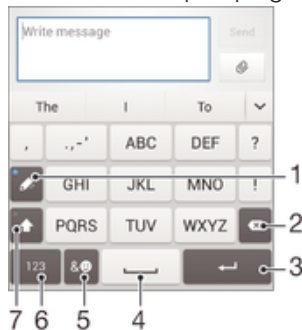 Write message
Send
The I To
, .,-' ABC DEF ?
GHI JKL MNO ! 1
PQRS TUV WXYZ 2
123 &☺ 3
7 6 5 4